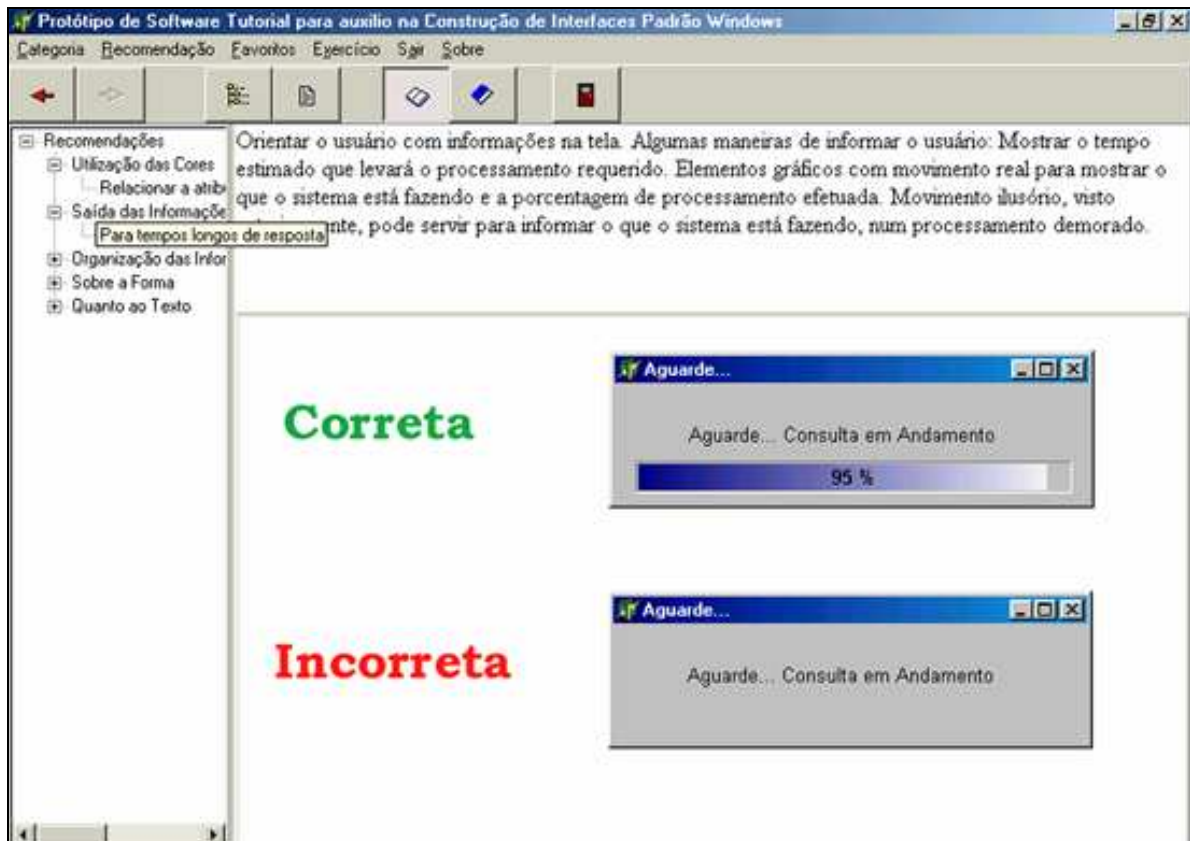 Protótipo de Software Tutorial para auxilio na Construção de Interfaces Padrão Windows
Categoria Recomendação Favoritos Exercício Sair Sobre
Recomendações
Utilização das Cores
Relacionar a atrib
Saída das Informaçõe
Para tempos longos de resposta
Organização das Infor
Sobre a Forma
Quanto ao Texto
Orientar o usuário com informações na tela. Algumas maneiras de informar o usuário: Mostrar o tempo
estimado que levará o processamento requerido. Elementos gráficos com movimento real para mostrar o
que o sistema está fazendo e a porcentagem de processamento efetuada. Movimento ilusório, visto
nte, pode servir para informar o que o sistema está fazendo, num processamento demorado.
Correta
Aguarde...
Aguarde... Consulta em Andamento
95 %
Incorreta
Aguarde...
Aguarde... Consulta em Andamento